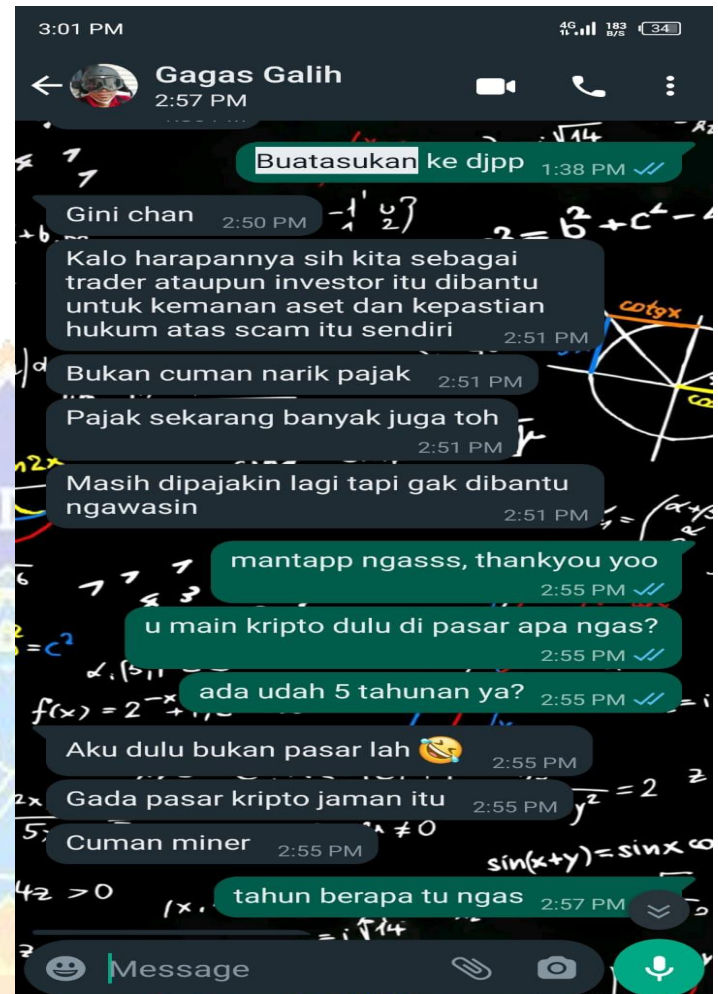 3:01 PM
4G 183 B/S 34
Gagas Galih
2:57 PM
Buatasukan ke djpp 1:38 PM
Gini chan 2:50 PM
Kalo harapannya sih kita sebagai
trader ataupun investor itu dibantu
untuk kemanan aset dan kepastian
hukum atas scam itu sendiri 2:51 PM
Bukan cuman narik pajak 2:51 PM
Pajak sekarang banyak juga toh
2:51 PM
Masih dipajakin lagi tapi gak dibantu
ngawasin 2:51 PM
mantapp ngasss, thankyou yoo
2:55 PM
u main kripto dulu di pasar apa ngas?
2:55 PM
ada udah 5 tahunan ya? 2:55 PM
Aku dulu bukan pasar lah 🤣 2:55 PM
Gada pasar kripto jaman itu 2:55 PM
Cuman miner 2:55 PM
tahun berapa tu ngas 2:57 PM
Message